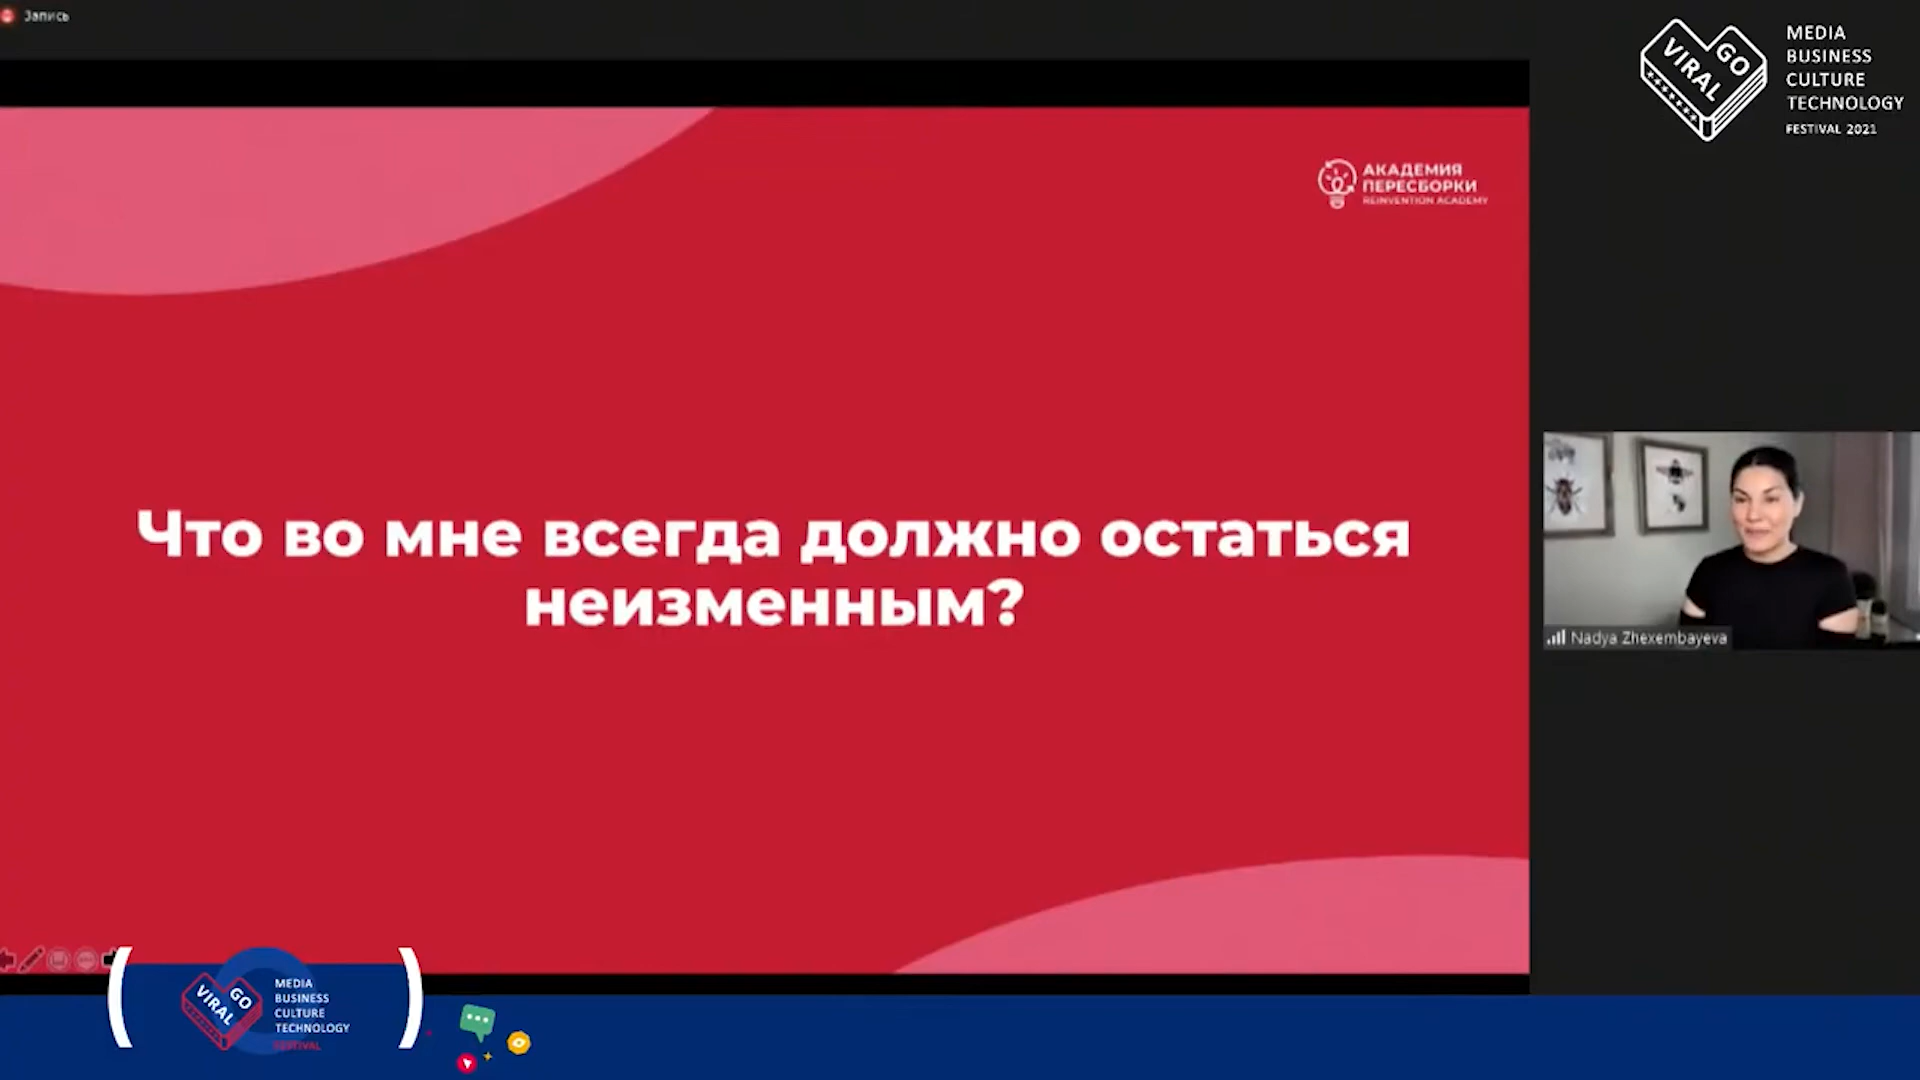 Запись
VIRAL GO
MEDIA
BUSINESS
CULTURE
TECHNOLOGY
FESTIVAL 2021
АКАДЕМИЯ
ПЕРЕСБОРКИ
REINVENTION ACADEMY
Что во мне всегда должно остаться
неизменным?
Nadya Zhexembayeva
VIRAL GO
MEDIA
BUSINESS
CULTURE
TECHNOLOGY
FESTIVAL